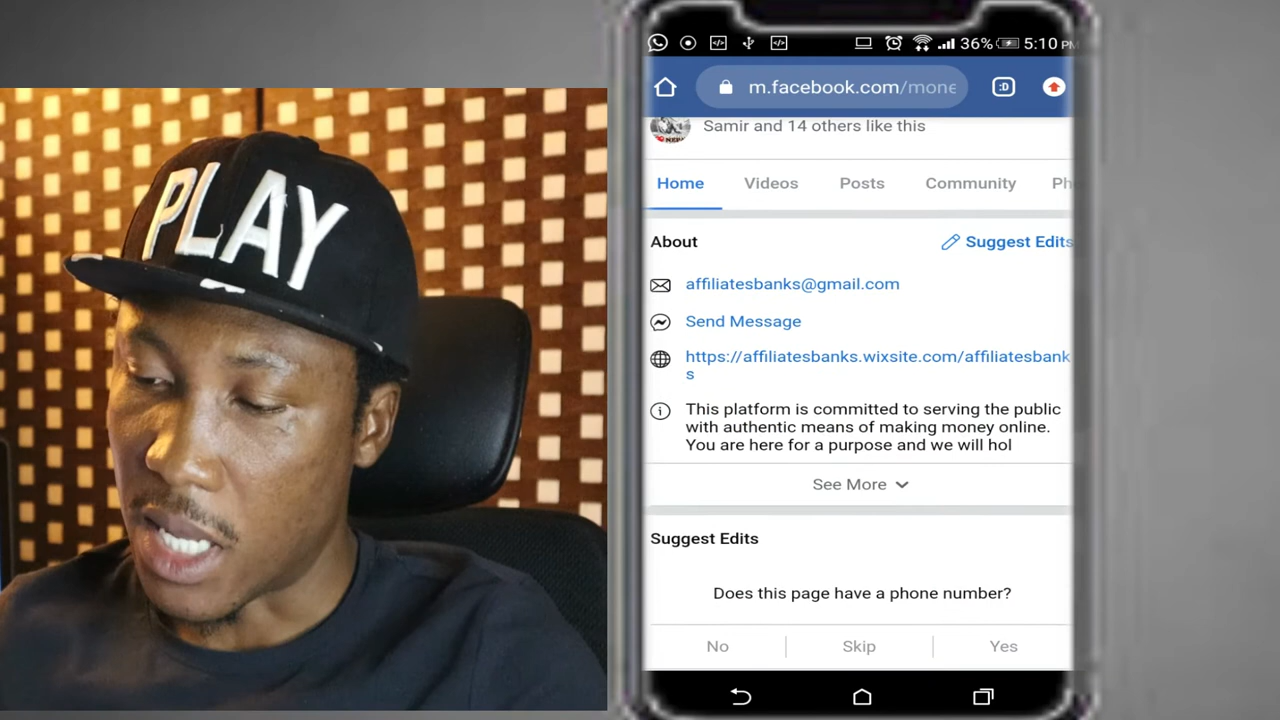 PLAY
36% 5:10 PM
m.facebook.com/mone
:D
Samir and 14 others like this
Home Videos Posts Community Ph
About Suggest Edits
affiliatesbanks@gmail.com
Send Message
https://affiliatesbanks.wixsite.com/affiliatesbank
s
This platform is committed to serving the public
with authentic means of making money online.
You are here for a purpose and we will hol
See More
Suggest Edits
Does this page have a phone number?
No Skip Yes